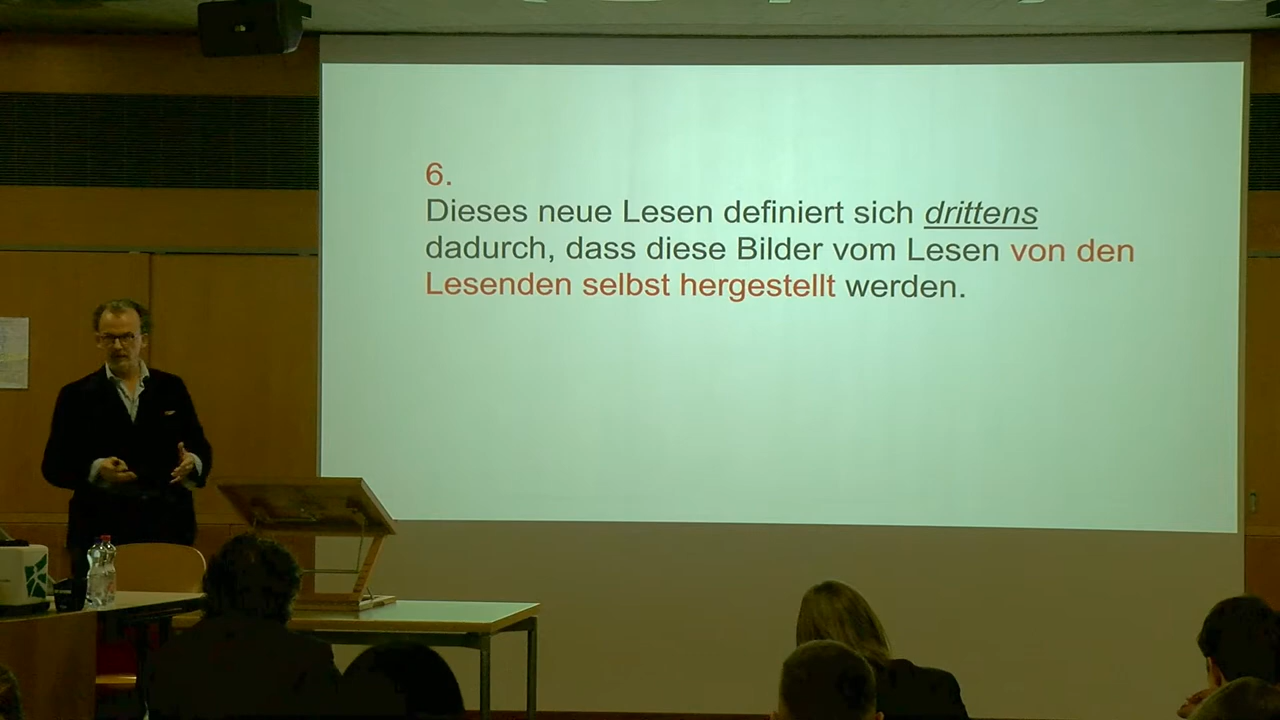 6.
Dieses neue Lesen definiert sich drittens
dadurch, dass diese Bilder vom Lesen von den
Lesenden selbst hergestellt werden.